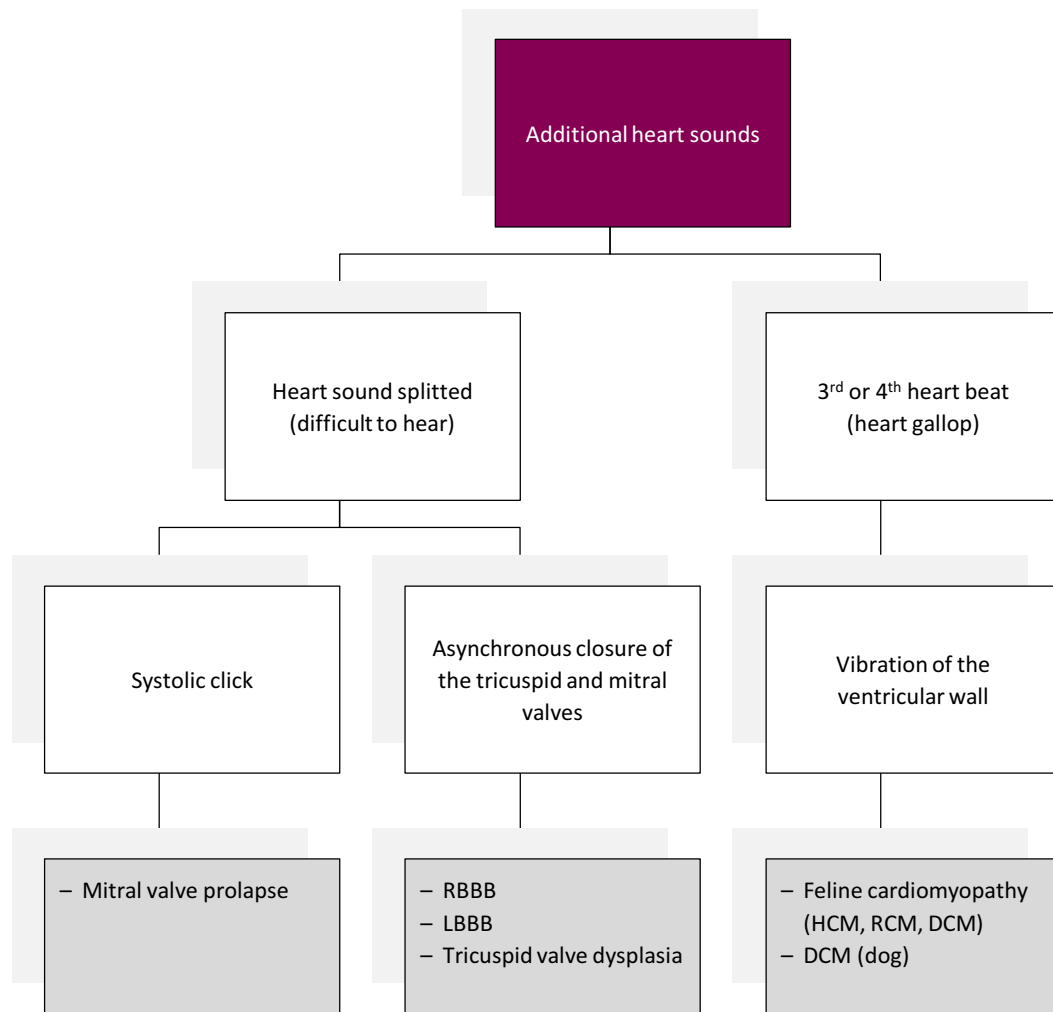 Additional heart sounds
Heart sound splitted
(difficult to hear)
3rd or 4th heart beat
(heart gallop)
Systolic click
Asynchronous closure of
the tricuspid and mitral
valves
Vibration of the
ventricular wall
– Mitral valve prolapse
– RBBB
– LBBB
– Tricuspid valve dysplasia
– Feline cardiomyopathy
(HCM, RCM, DCM)
– DCM (dog)